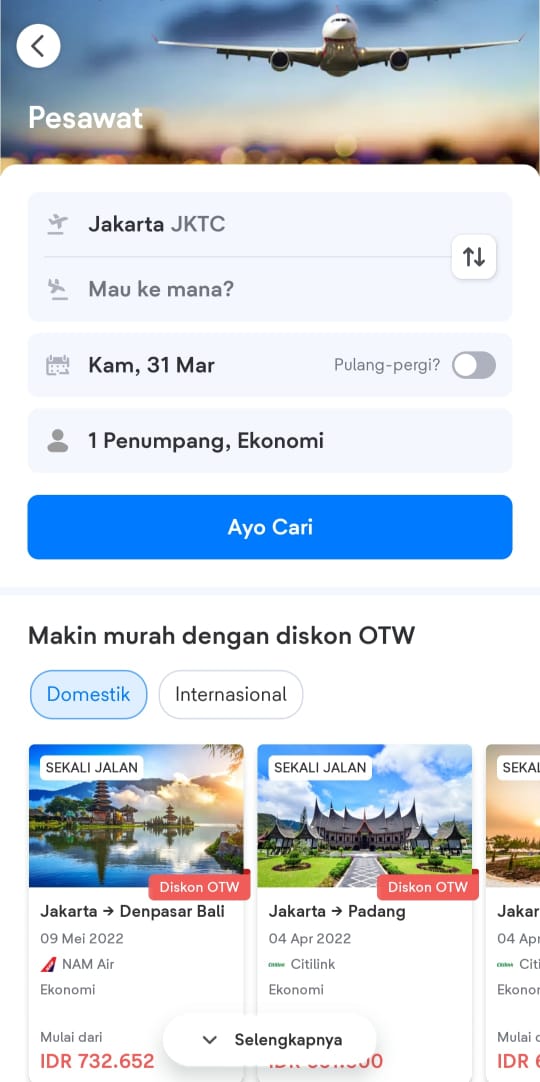 Pesawat
Jakarta JKTC
Mau ke mana?
Kam, 31 Mar
Pulang-pergi?
1 Penumpang, Ekonomi
Ayo Cari
Makin murah dengan diskon OTW
Domestik
Internasional
SEKALI JALAN
Diskon OTW
Jakarta → Denpasar Bali
09 Mei 2022
NAM Air
Ekonomi
Mulai dari
IDR 732.652
SEKALI JALAN
Diskon OTW
Jakarta → Padang
04 Apr 2022
Citilink
Ekonomi
SEKAL
Jakar
04 Apr
Citi
Ekonor
Mulai d
IDR 6
Selengkapnya